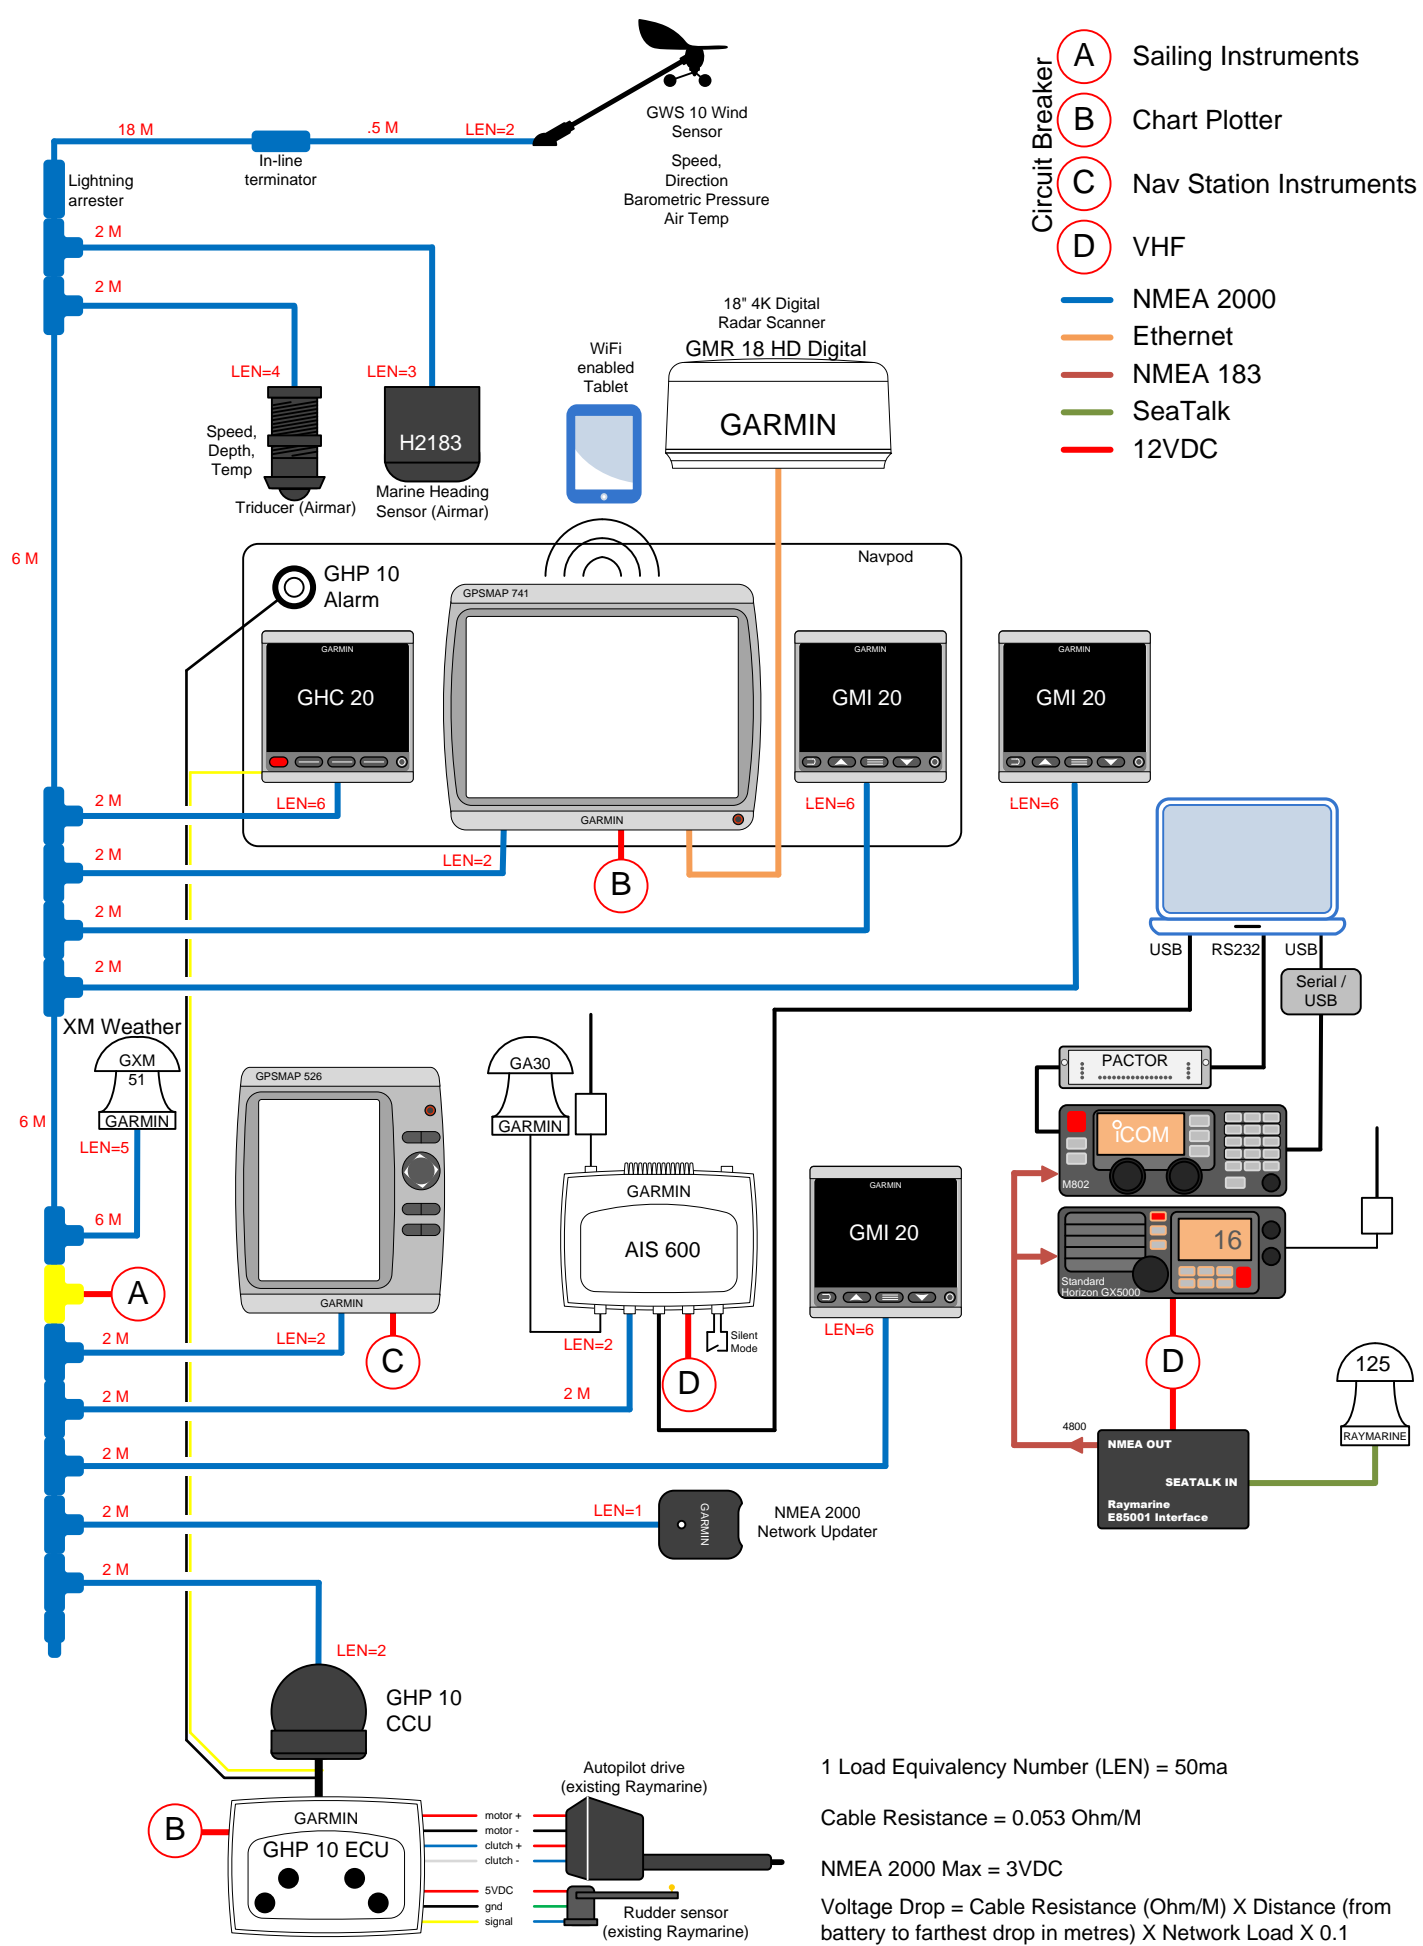 18 M
.5 M
LEN=2
GWS 10 Wind
Sensor
Speed,
Direction
Barometric Pressure
Air Temp
In-line
terminator
Lightning
arrester
Circuit Breaker
A
Sailing Instruments
B
Chart Plotter
C
Nav Station Instruments
D
VHF
NMEA 2000
Ethernet
NMEA 183
SeaTalk
12VDC
2 M
2 M
LEN=4
LEN=3
Speed,
Depth,
Temp
H2183
Triducer (Airmar)
Marine Heading
Sensor (Airmar)
WiFi
enabled
Tablet
18" 4K Digital
Radar Scanner
GMR 18 HD Digital
GARMIN
6 M
Navpod
GHP 10
Alarm
GPSMAP 741
GARMIN
GHC 20
GARMIN
GMI 20
GARMIN
GMI 20
GARMIN
2 M
LEN=6
LEN=6
LEN=6
2 M
LEN=2
B
2 M
2 M
USB
RS232
USB
Serial /
USB
XM Weather
GXM
51
GARMIN
6 M
LEN=5
6 M
GPSMAP 526
GARMIN
GA30
GARMIN
GARMIN
AIS 600
GARMIN
GMI 20
PACTOR
iCOM
M802
16
Standard
Horizon GX5000
A
2 M
LEN=2
C
LEN=2
D
Silent
Mode
LEN=6
D
125
RAYMARINE
2 M
2 M
4800
NMEA OUT
SEATALK IN
Raymarine
E85001 Interface
2 M
2 M
LEN=1
GARMIN
NMEA 2000
Network Updater
2 M
LEN=2
GHP 10
CCU
B
GARMIN
GHP 10 ECU
motor +
motor -
clutch +
clutch -
5VDC
gnd
signal
Autopilot drive
(existing Raymarine)
Rudder sensor
(existing Raymarine)
1 Load Equivalency Number (LEN) = 50ma
Cable Resistance = 0.053 Ohm/M
NMEA 2000 Max = 3VDC
Voltage Drop = Cable Resistance (Ohm/M) X Distance (from
battery to farthest drop in metres) X Network Load X 0.1